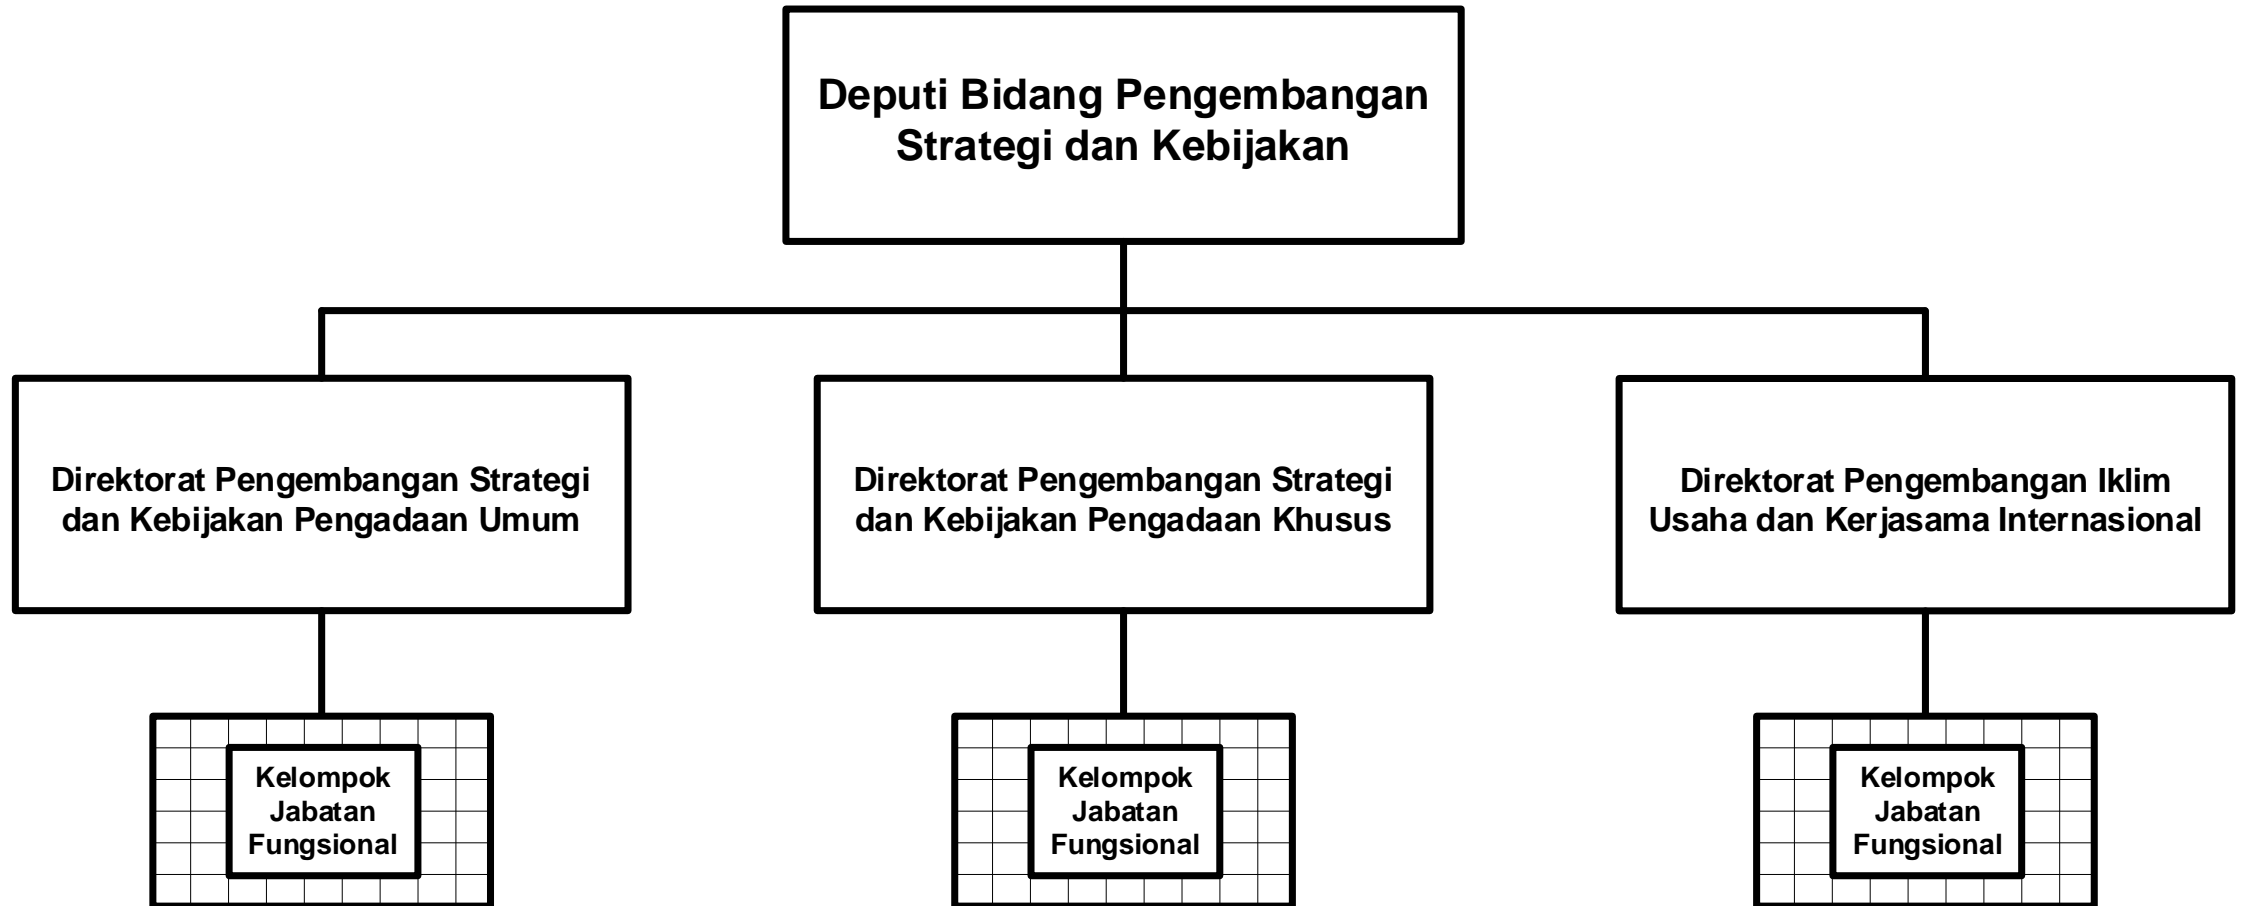 Deputi Bidang Pengembangan
Strategi dan Kebijakan
Direktorat Pengembangan Strategi
dan Kebijakan Pengadaan Umum
Direktorat Pengembangan Strategi
dan Kebijakan Pengadaan Khusus
Direktorat Pengembangan Iklim
Usaha dan Kerjasama Internasional
Kelompok
Jabatan
Fungsional
Kelompok
Jabatan
Fungsional
Kelompok
Jabatan
Fungsional